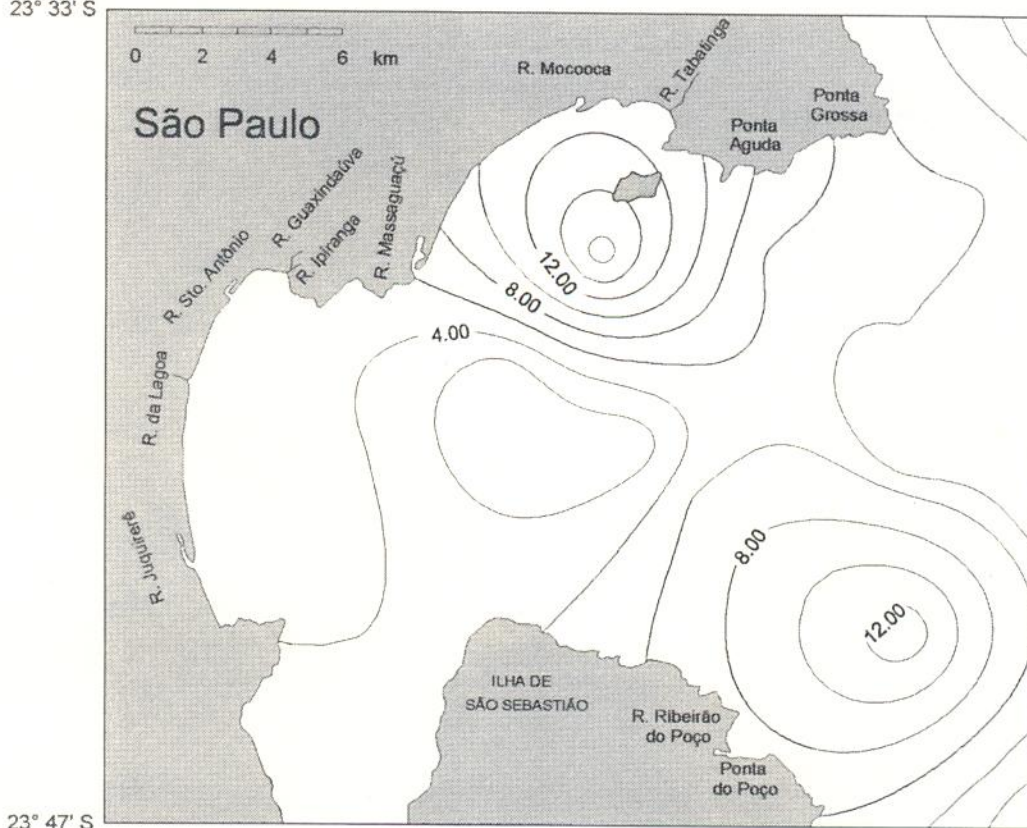 23° 33' S
0 2 4 6 km
São Paulo
R. Mocooca
R. Tabatinga
Ponta
Grossa
Ponta
Aguda
R. Guaxindaúva
R. Ipiranga
R. Massaguaçú
R. Sto. Antônio
12.00
8.00
4.00
R. da Lagoa
R. Juquirerê
8.00
12.00
ILHA DE
SÃO SEBASTIÃO
R. Ribeirão
do Poço
Ponta
do Poço
23° 47' S